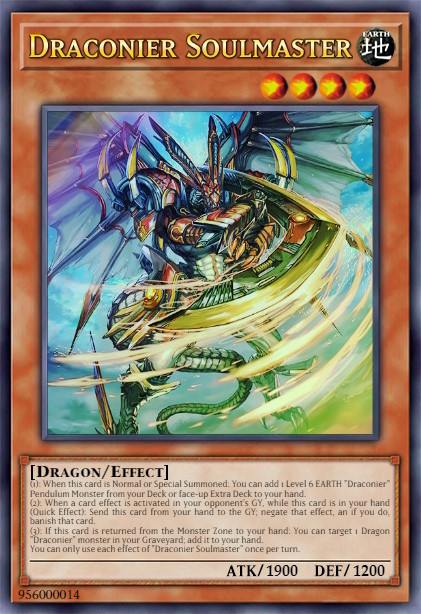 Draconier Soulmaster
EARTH
地
[Dragon/Effect]
(1): When this card is Normal or Special Summoned: You can add 1 Level 6 EARTH "Draconier"
Pendulum Monster from your Deck or face-up Extra Deck to your hand.
(2): When a card effect is activated in your opponent's GY, while this card is in your hand
(Quick Effect): Send this card from your hand to the GY; negate that effect, an if you do,
banish that card.
(3): If this card is returned from the Monster Zone to your hand: You can target 1 Dragon
"Draconier" monster in your Graveyard; add it to your hand.
You can only use each effect of "Draconier Soulmaster" once per turn.
ATK/1900 DEF/1200
956000014